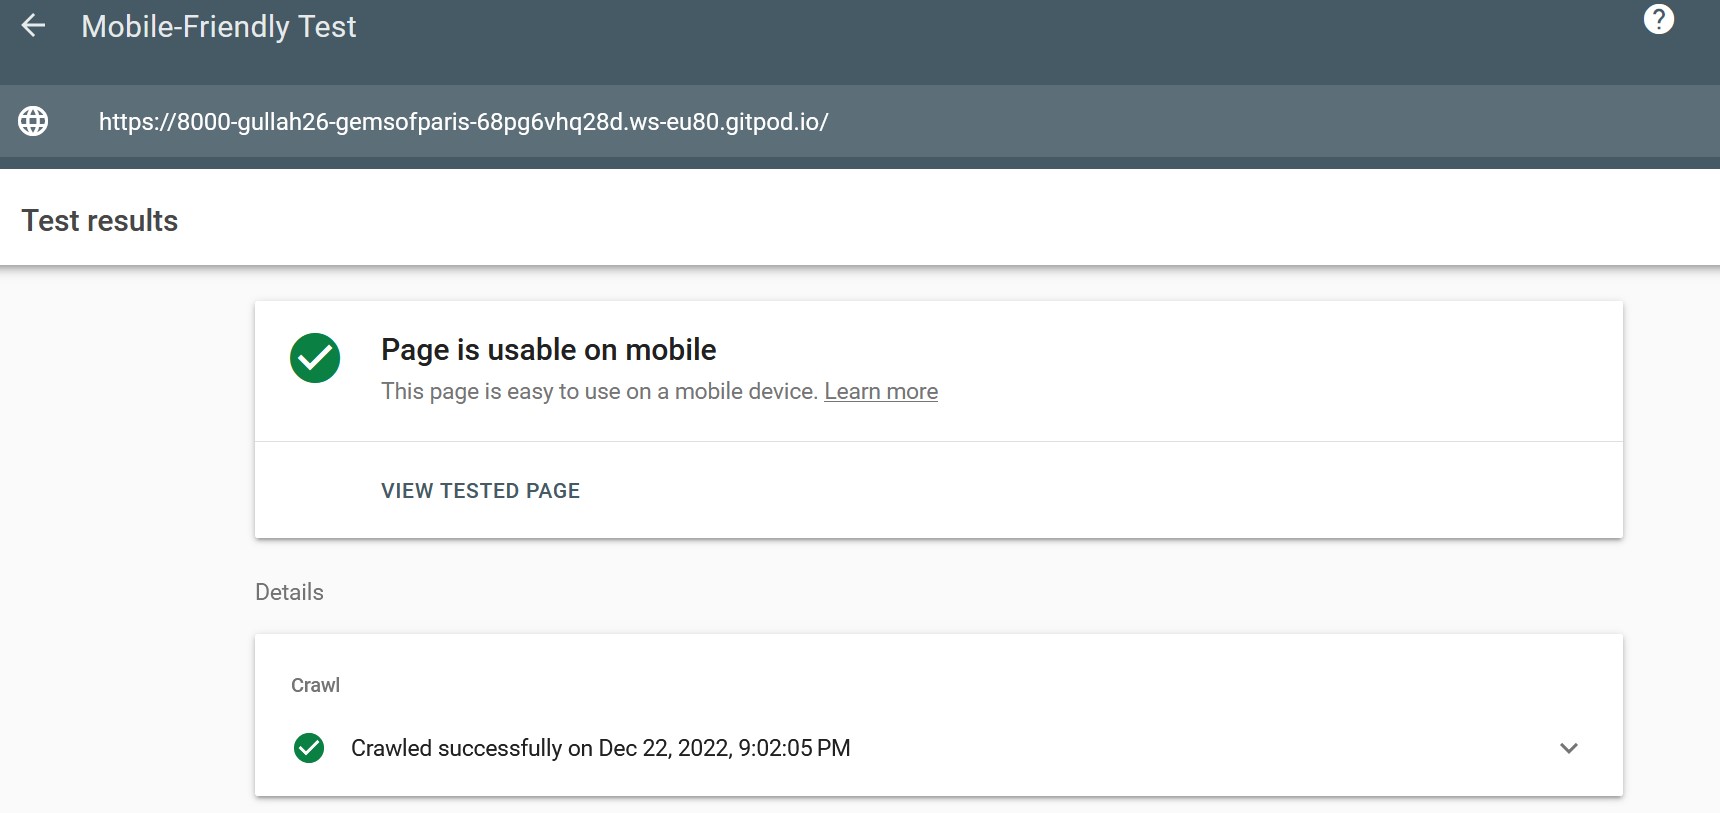 Mobile-Friendly Test
?
https://8000-gullah26-gemsofparis-68pg6vhq28d.ws-eu80.gitpod.io/
Test results
Page is usable on mobile
This page is easy to use on a mobile device. Learn more
VIEW TESTED PAGE
Details
Crawl
Crawled successfully on Dec 22, 2022, 9:02:05 PM